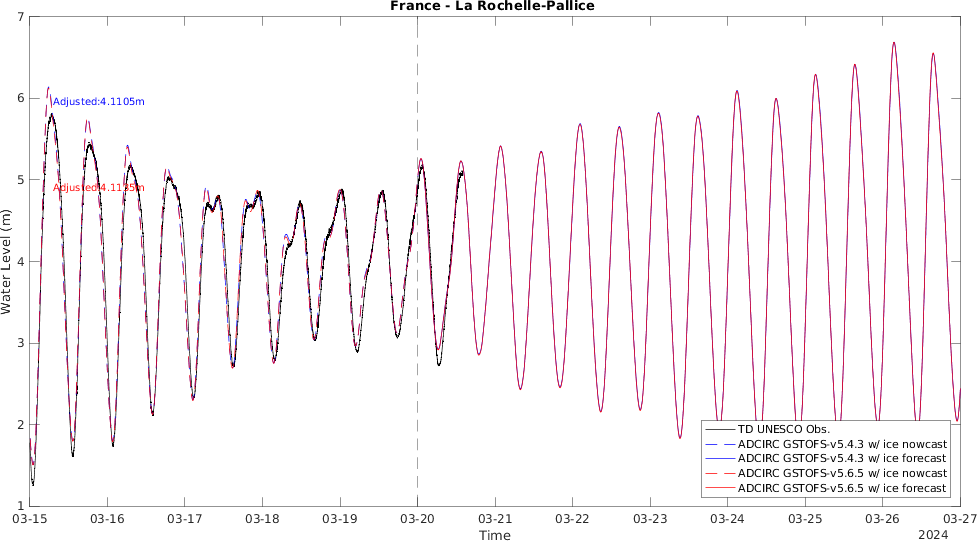 France - La Rochelle-Pallice
7
6
5
4
3
2
1
Water Level (m)
Adjusted:4.1105m
Adjusted:4.1135m
TD UNESCO Obs.
ADCIRC GSTOFS-v5.4.3 w/ ice nowcast
ADCIRC GSTOFS-v5.4.3 w/ ice forecast
ADCIRC GSTOFS-v5.6.5 w/ ice nowcast
ADCIRC GSTOFS-v5.6.5 w/ ice forecast
03-15 03-16 03-17 03-18 03-19 03-20 03-21 03-22 03-23 03-24 03-25 03-26 03-27
Time
2024